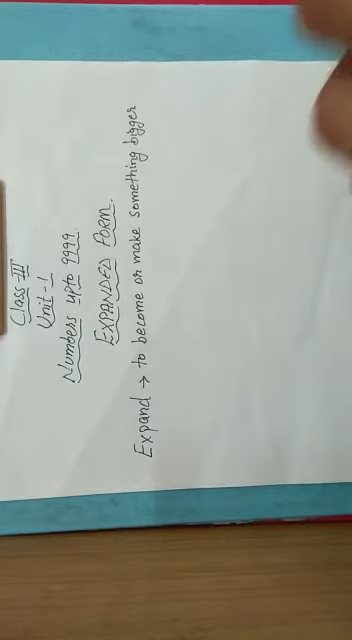 Class-III
Unit-1
Numbers upto 9999
EXPANDED FORM.
Expand → to become or make something bigger